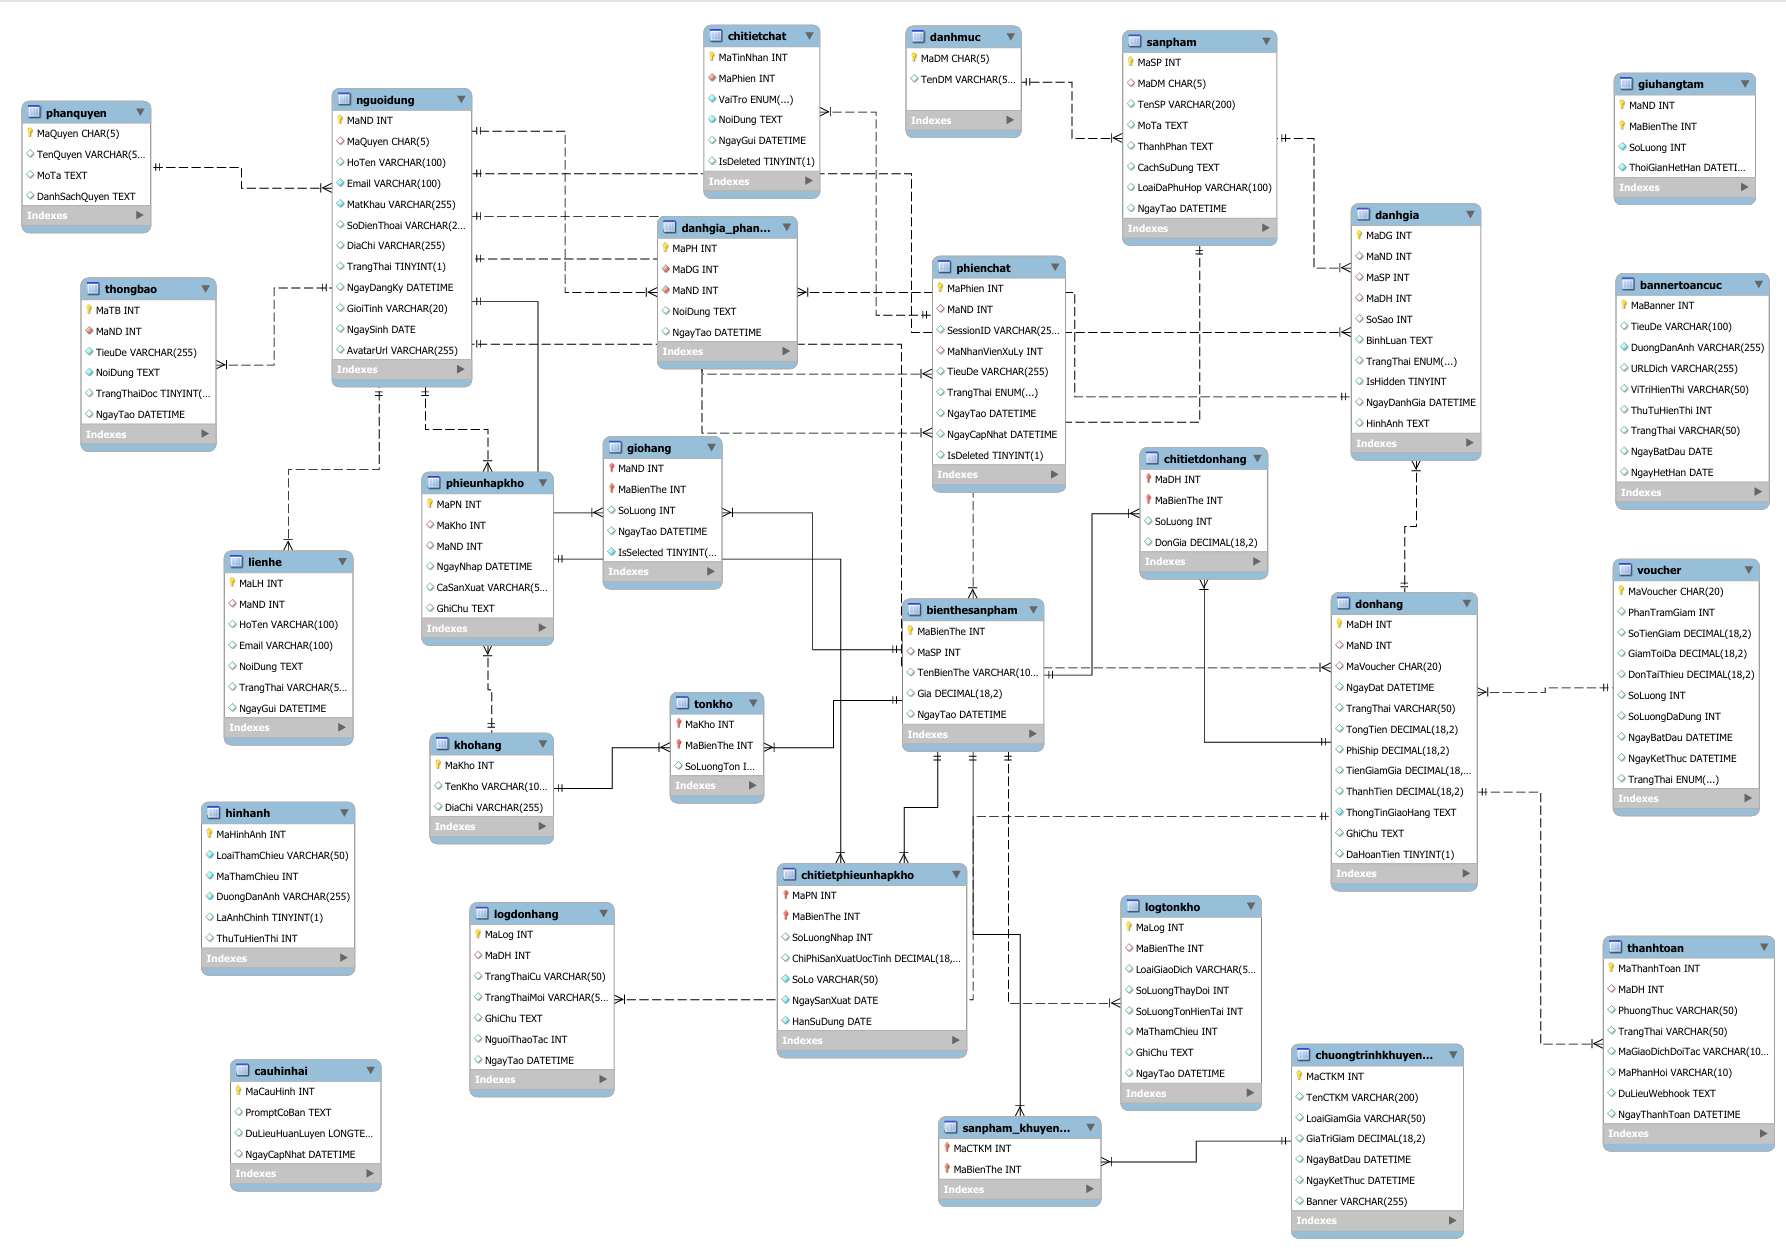 phanquyen
MaQuyen CHAR(5)
TenQuyen VARCHAR(5...
MoTa TEXT
DanhSachQuyen TEXT
Indexes
nguoidung
MaND INT
MaQuyen CHAR(5)
HoTen VARCHAR(100)
Email VARCHAR(100)
MatKhau VARCHAR(255)
SoDienThoai VARCHAR(2...
DiaChi VARCHAR(255)
TrangThai TINYINT(1)
NgayDangKy DATETIME
GioiTinh VARCHAR(20)
NgaySinh DATE
AvatarUrl VARCHAR(255)
Indexes
chitietchat
MaTinNhan INT
MaPhien INT
VaiTro ENUM(...)
NoiDung TEXT
NgayGui DATETIME
IsDeleted TINYINT(1)
Indexes
danhmuc
MaDM CHAR(5)
TenDM VARCHAR(5...
Indexes
sanpham
MaSP INT
MaDM CHAR(5)
TenSP VARCHAR(200)
MoTa TEXT
ThanhPhan TEXT
CachSuDung TEXT
LoaiDaPhuHop VARCHAR(100)
NgayTao DATETIME
Indexes
giuhangtam
MaND INT
MaBienThe INT
SoLuong INT
ThoiGianHetHan DATETI...
Indexes
thongbao
MaTB INT
MaND INT
TieuDe VARCHAR(255)
NoiDung TEXT
TrangThaiDoc TINYINT(...
NgayTao DATETIME
Indexes
danhgia_phan...
MaPH INT
MaDG INT
MaND INT
NoiDung TEXT
NgayTao DATETIME
Indexes
phienchat
MaPhien INT
MaND INT
SessionID VARCHAR(25...
MaNhanVienXuLy INT
TieuDe VARCHAR(255)
TrangThai ENUM(...)
NgayTao DATETIME
NgayCapNhat DATETIME
IsDeleted TINYINT(1)
Indexes
danhgia
MaDG INT
MaND INT
MaSP INT
MaDH INT
SoSao INT
BinhLuan TEXT
TrangThai ENUM(...)
IsHidden TINYINT
NgayDanhGia DATETIME
HinhAnh TEXT
Indexes
bannertoancuc
MaBanner INT
TieuDe VARCHAR(100)
DuongDanAnh VARCHAR(255)
URLDich VARCHAR(255)
ViTriHienThi VARCHAR(50)
ThuTuHienThi INT
TrangThai VARCHAR(50)
NgayBatDau DATE
NgayHetHan DATE
Indexes
phieunhapkho
MaPN INT
MaKho INT
MaND INT
NgayNhap DATETIME
CaSanXuat VARCHAR(5...
GhiChu TEXT
Indexes
giohang
MaND INT
MaBienThe INT
SoLuong INT
NgayTao DATETIME
IsSelected TINYINT(...
Indexes
chitietdonhang
MaDH INT
MaBienThe INT
SoLuong INT
DonGia DECIMAL(18,2)
Indexes
lienhe
MaLH INT
MaND INT
HoTen VARCHAR(100)
Email VARCHAR(100)
NoiDung TEXT
TrangThai VARCHAR(5...
NgayGui DATETIME
Indexes
bienthesanpham
MaBienThe INT
MaSP INT
TenBienThe VARCHAR(10...
Gia DECIMAL(18,2)
NgayTao DATETIME
Indexes
donhang
MaDH INT
MaND INT
MaVoucher CHAR(20)
NgayDat DATETIME
TrangThai VARCHAR(50)
TongTien DECIMAL(18,2)
PhiShip DECIMAL(18,2)
TienGiamGia DECIMAL(18,...
ThanhTien DECIMAL(18,2)
ThongTinGiaoHang TEXT
GhiChu TEXT
DaHoanTien TINYINT(1)
Indexes
voucher
MaVoucher CHAR(20)
PhanTramGiam INT
SoTienGiam DECIMAL(18,2)
GiamToiDa DECIMAL(18,2)
DonTaiThieu DECIMAL(18,2)
SoLuong INT
SoLuongDaDung INT
NgayBatDau DATETIME
NgayKetThuc DATETIME
TrangThai ENUM(...)
Indexes
khohang
MaKho INT
TenKho VARCHAR(10...
DiaChi VARCHAR(255)
Indexes
tonkho
MaKho INT
MaBienThe INT
SoLuongTon I...
Indexes
hinhanh
MaHinhAnh INT
LoaiThamChieu VARCHAR(50)
MaThamChieu INT
DuongDanAnh VARCHAR(255)
LaAnhChinh TINYINT(1)
ThuTuHienThi INT
Indexes
logdonhang
MaLog INT
MaDH INT
TrangThaiCu VARCHAR(50)
TrangThaiMoi VARCHAR(5...
GhiChu TEXT
NguoiThaoTac INT
NgayTao DATETIME
Indexes
chitietphieunhapkho
MaPN INT
MaBienThe INT
SoLuongNhap INT
ChiPhiSanXuatUocTinh DECIMAL(18,...
SoLo VARCHAR(50)
NgaySanXuat DATE
HanSuDung DATE
Indexes
logtonkho
MaLog INT
MaBienThe INT
LoaiGiaoDich VARCHAR(5...
SoLuongThayDoi INT
SoLuongTonHienTai INT
MaThamChieu INT
GhiChu TEXT
NgayTao DATETIME
Indexes
thanhtoan
MaThanhToan INT
MaDH INT
PhuongThuc VARCHAR(50)
TrangThai VARCHAR(50)
MaGiaoDichDoiTac VARCHAR(10...
MaPhanHoi VARCHAR(10)
DuLieuWebhook TEXT
NgayThanhToan DATETIME
Indexes
cauhinhai
MaCauHinh INT
PromptCoBan TEXT
DuLieuHuanLuyen LONGTE...
NgayCapNhat DATETIME
Indexes
sanpham_khuyen...
MaCTKM INT
MaBienThe INT
Indexes
chuongtrinhkhuyen...
MaCTKM INT
TenCTKM VARCHAR(200)
LoaiGiamGia VARCHAR(50)
GiaTriGiam DECIMAL(18,2)
NgayBatDau DATETIME
NgayKetThuc DATETIME
Banner VARCHAR(255)
Indexes